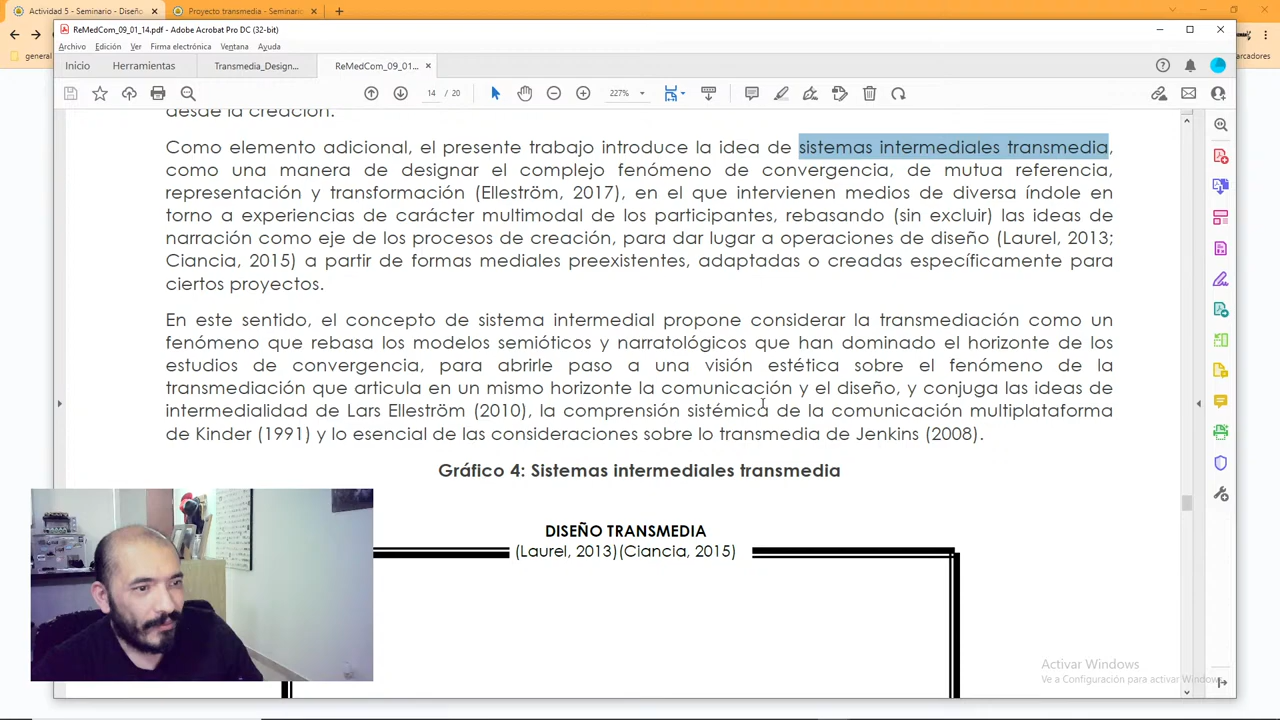 Actividad 5 - Seminario - Diseño
Proyecto transmedia - Seminario
general
arcadores
ReMedCom_09_01_14.pdf - Adobe Acrobat Pro DC (32-bit)
Archivo Edición Ver Firma electrónica Ventana Ayuda
Inicio Herramientas Transmedia_Design... ReMedCom_09_01...
14 / 20 227%
desde la creación.
Como elemento adicional, el presente trabajo introduce la idea de sistemas intermediales transmedia,
como una manera de designar el complejo fenómeno de convergencia, de mutua referencia,
representación y transformación (Elleström, 2017), en el que intervienen medios de diversa índole en
torno a experiencias de carácter multimodal de los participantes, rebasando (sin excluir) las ideas de
narración como eje de los procesos de creación, para dar lugar a operaciones de diseño (Laurel, 2013;
Ciancia, 2015) a partir de formas mediales preexistentes, adaptadas o creadas específicamente para
ciertos proyectos.
En este sentido, el concepto de sistema intermedial propone considerar la transmediación como un
fenómeno que rebasa los modelos semióticos y narratológicos que han dominado el horizonte de los
estudios de convergencia, para abrirle paso a una visión estética sobre el fenómeno de la
transmediación que articula en un mismo horizonte la comunicación y el diseño, y conjuga las ideas de
intermedialidad de Lars Elleström (2010), la comprensión sistémica de la comunicación multiplataforma
de Kinder (1991) y lo esencial de las consideraciones sobre lo transmedia de Jenkins (2008).
Gráfico 4: Sistemas intermediales transmedia
DISEÑO TRANSMEDIA
(Laurel, 2013)(Ciancia, 2015)
Activar Windows
Ve a Configuración para activar Windows.